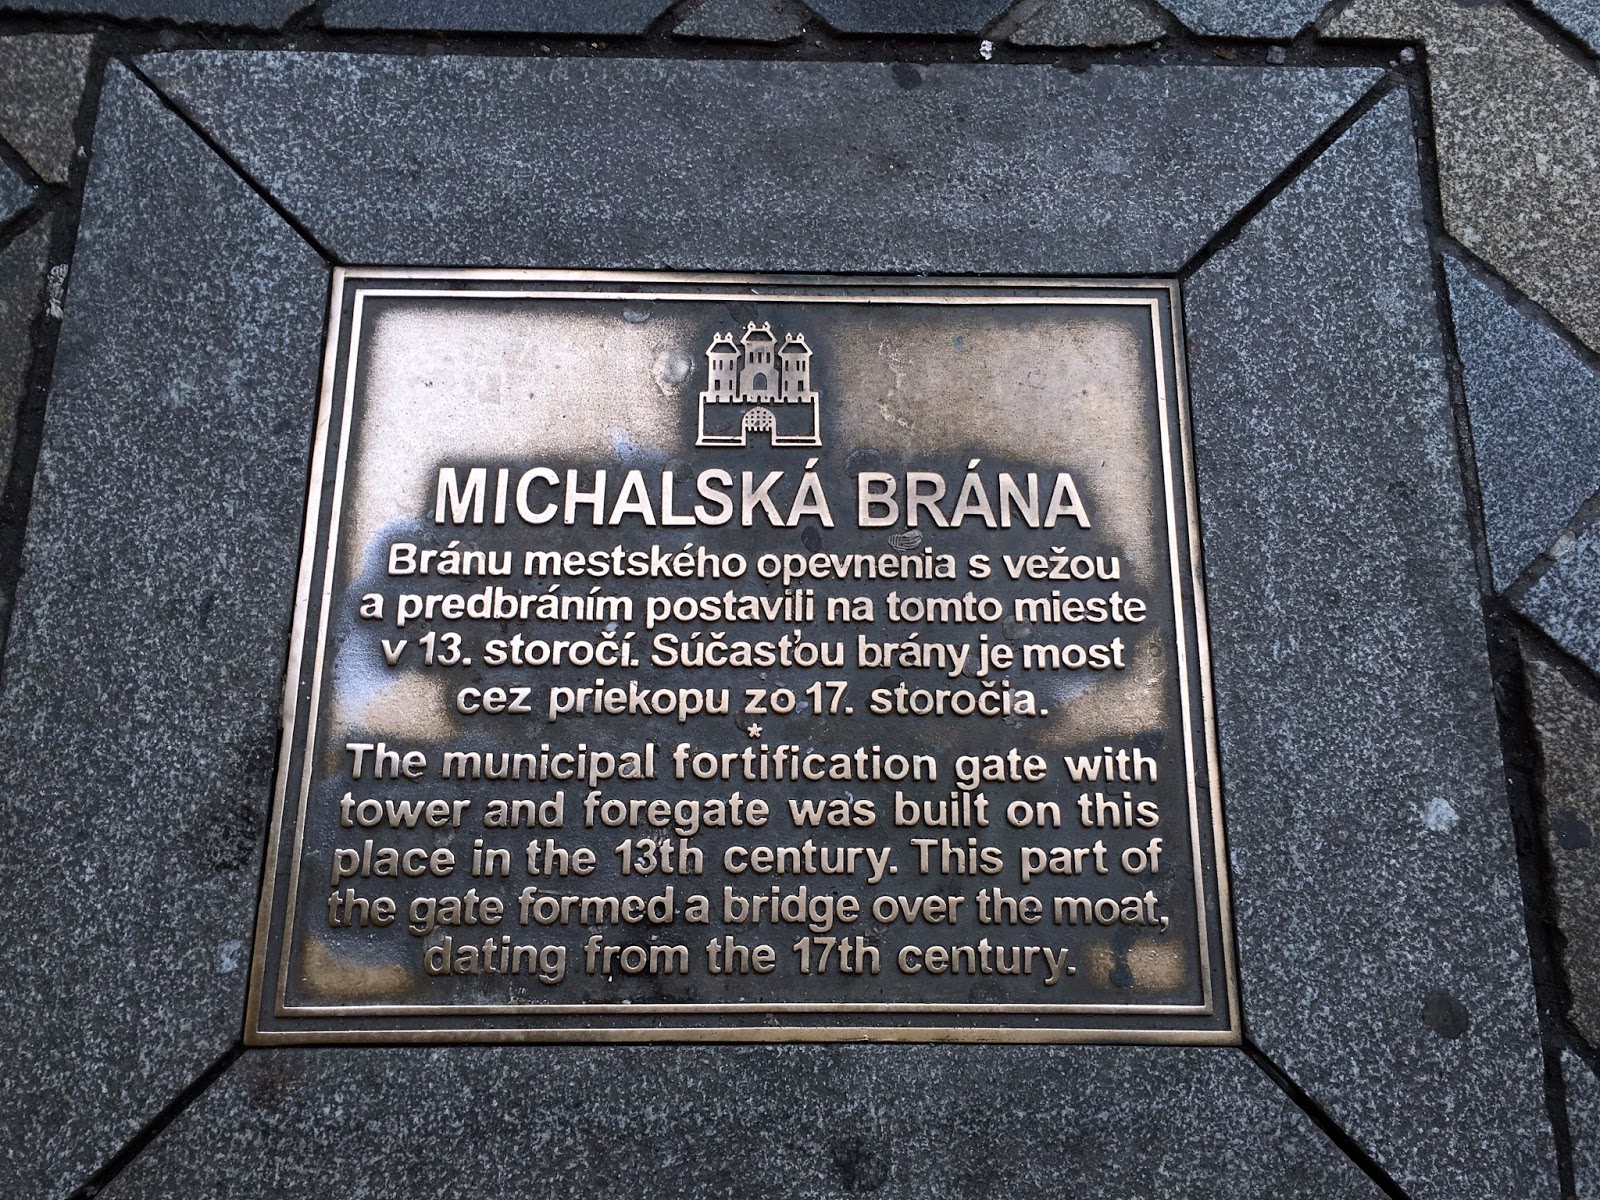 MICHALSKÁ BRÁNA
Bránu mestského opevnenia s vežou
a predbráním postavili na tomto mieste
v 13. storočí. Súčasťou brány je most
cez priekopu zo 17. storočia.
*
The municipal fortification gate with
tower and foregate was built on this
place in the 13th century. This part of
the gate formed a bridge over the moat,
dating from the 17th century.